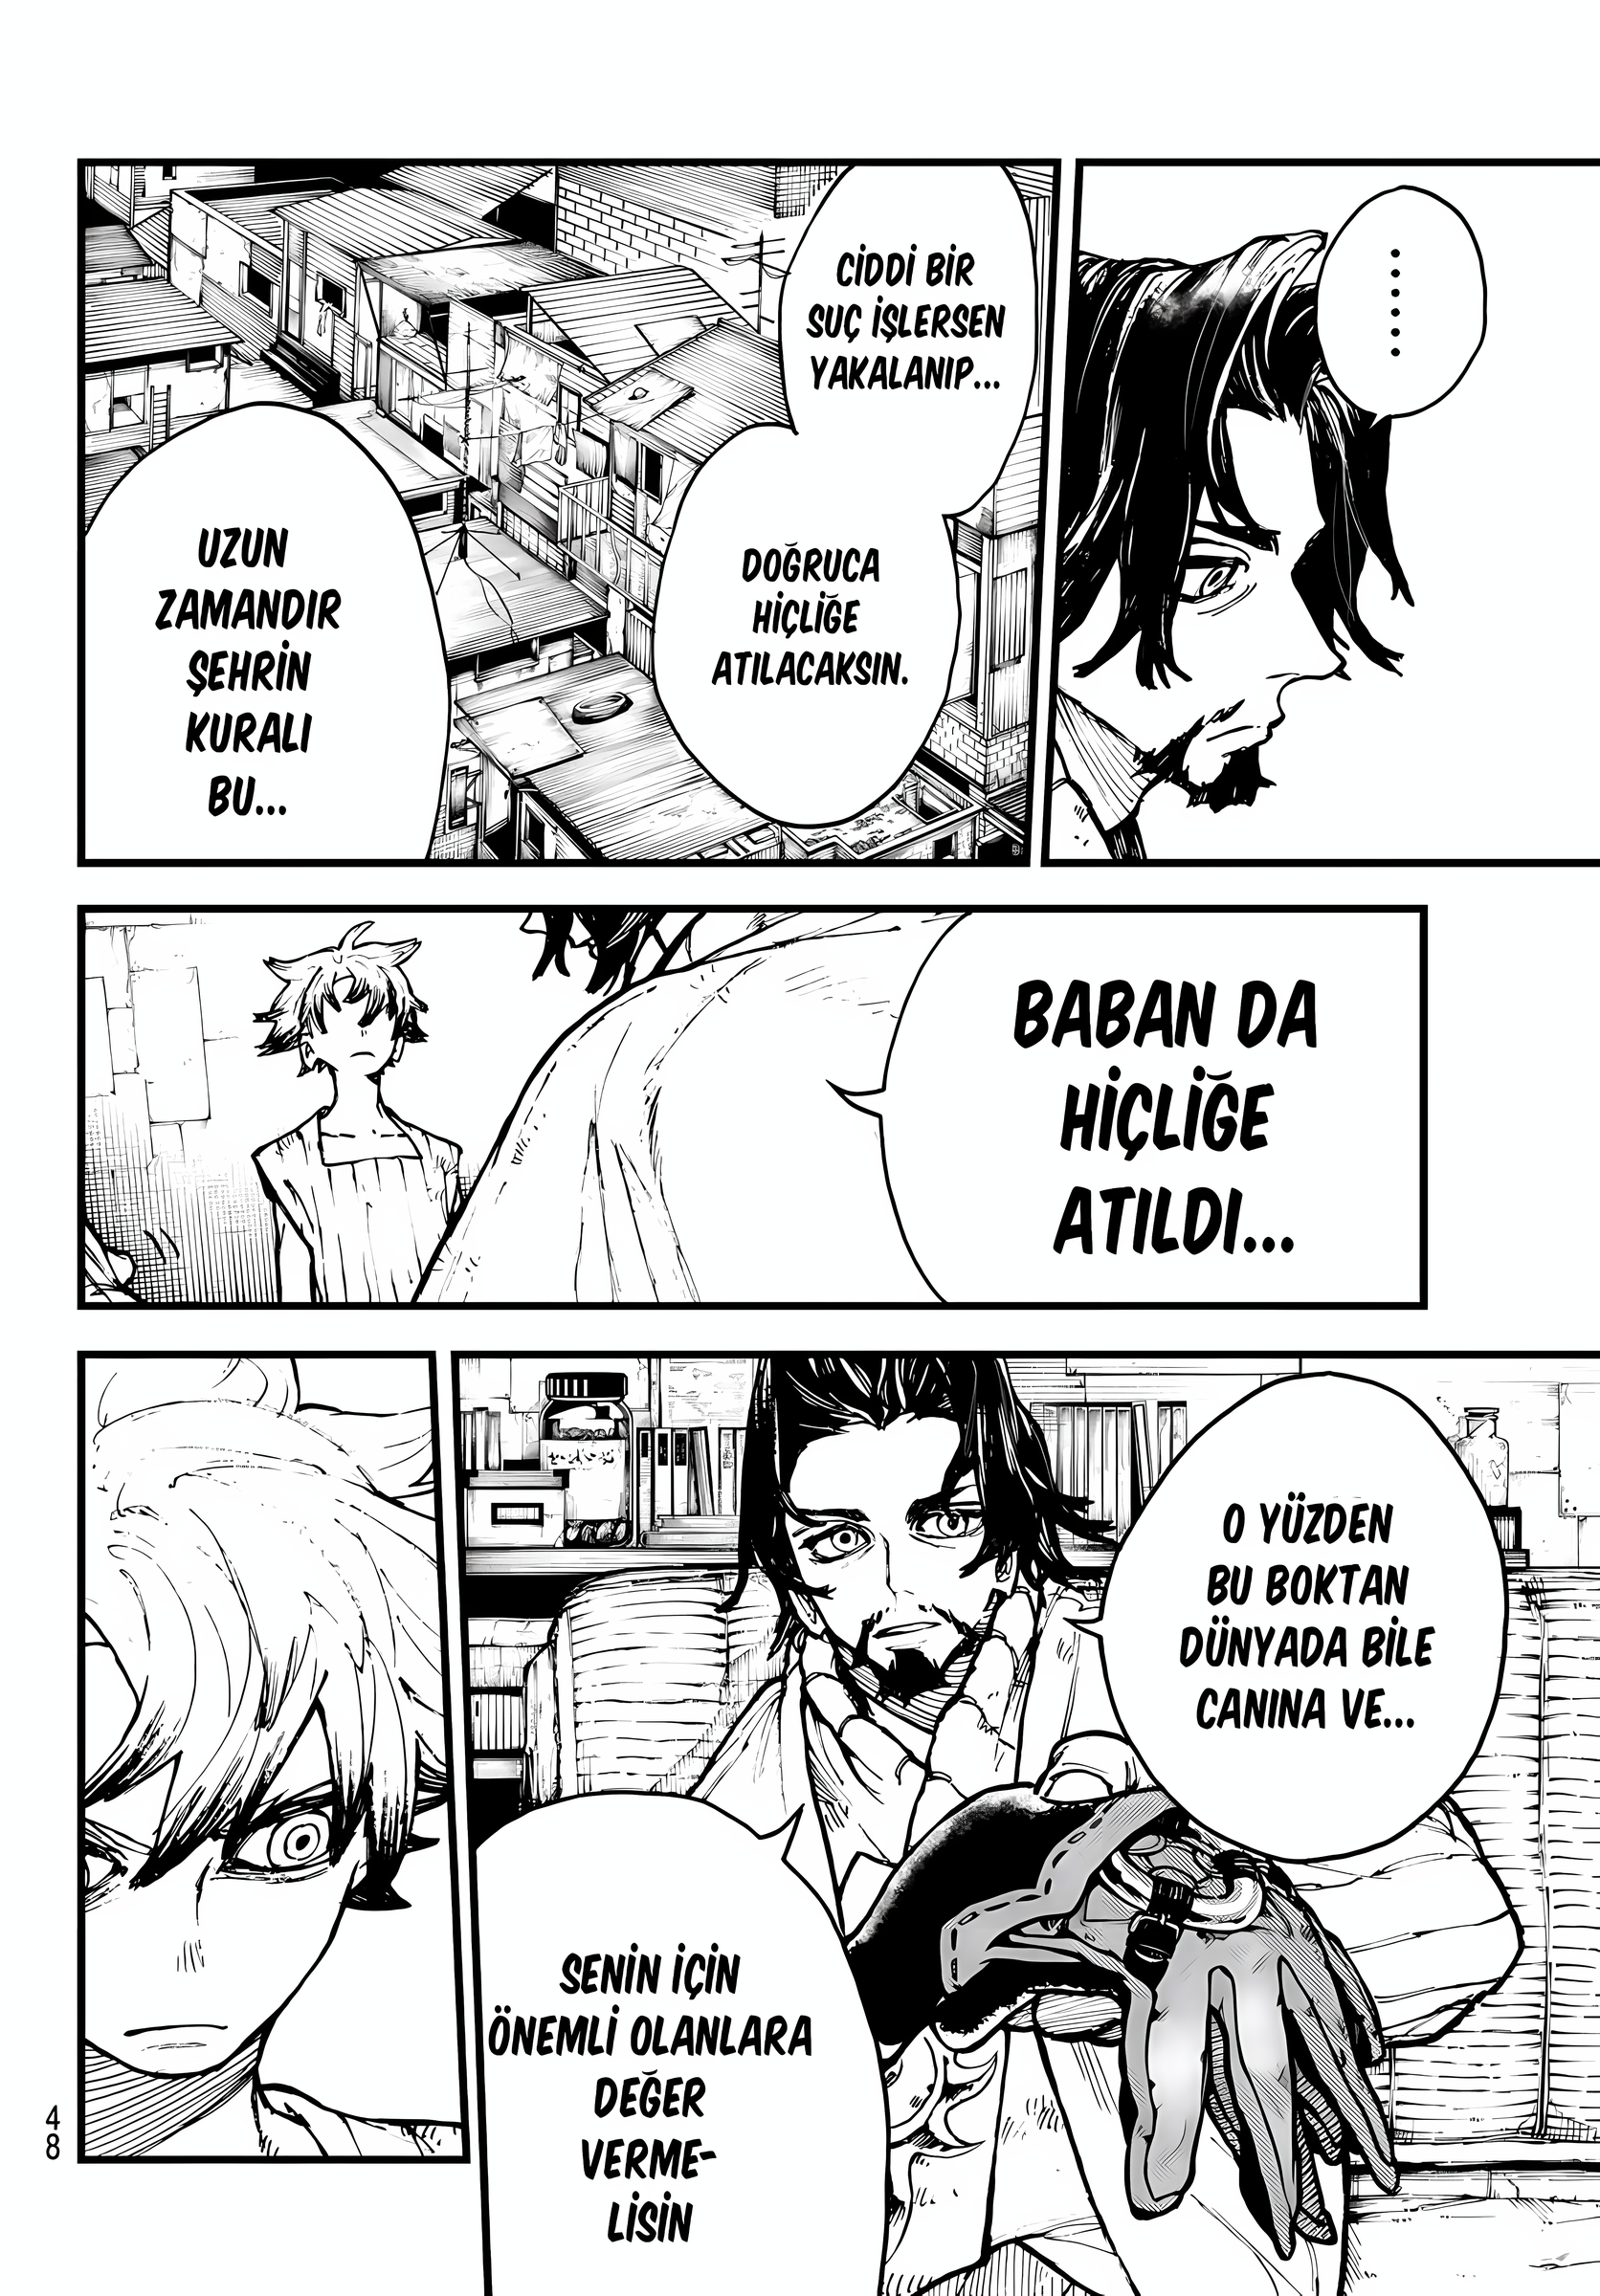 ........
CİDDİ BİR
SUÇ İŞLERSEN
YAKALANIP...
DOĞRUCA
HİÇLİĞE
ATILACAKSIN.
UZUN
ZAMANDIR
ŞEHRİN
KURALI
BU...
BABAN DA
HİÇLİĞE
ATILDI...
O YÜZDEN
BU BOKTAN
DÜNYADA BİLE
CANINA VE...
SENİN İÇİN
ÖNEMLİ OLANLARA
DEĞER
VERME-
LİSİN
48